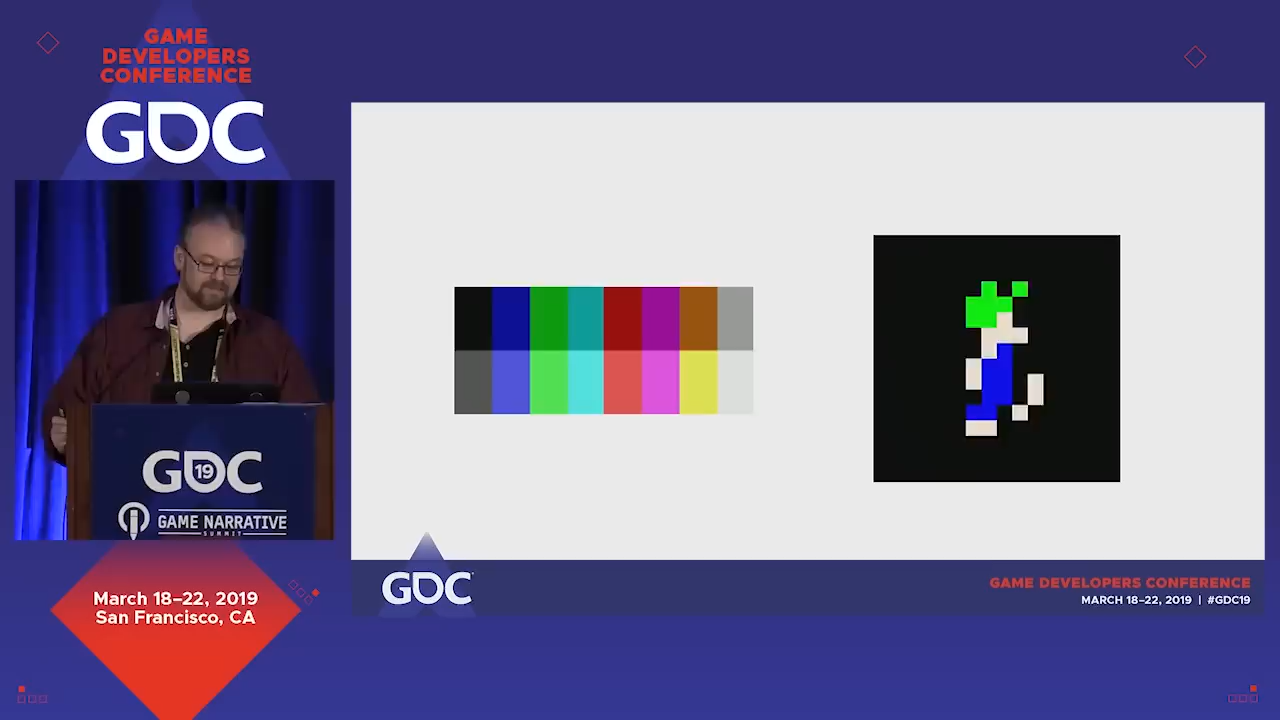 GAME
DEVELOPERS
CONFERENCE
GDC
GDC
19
GAME NARRATIVE
SUMMIT
March 18–22, 2019
San Francisco, CA
GDC
GAME DEVELOPERS CONFERENCE
MARCH 18–22, 2019 | #GDC19